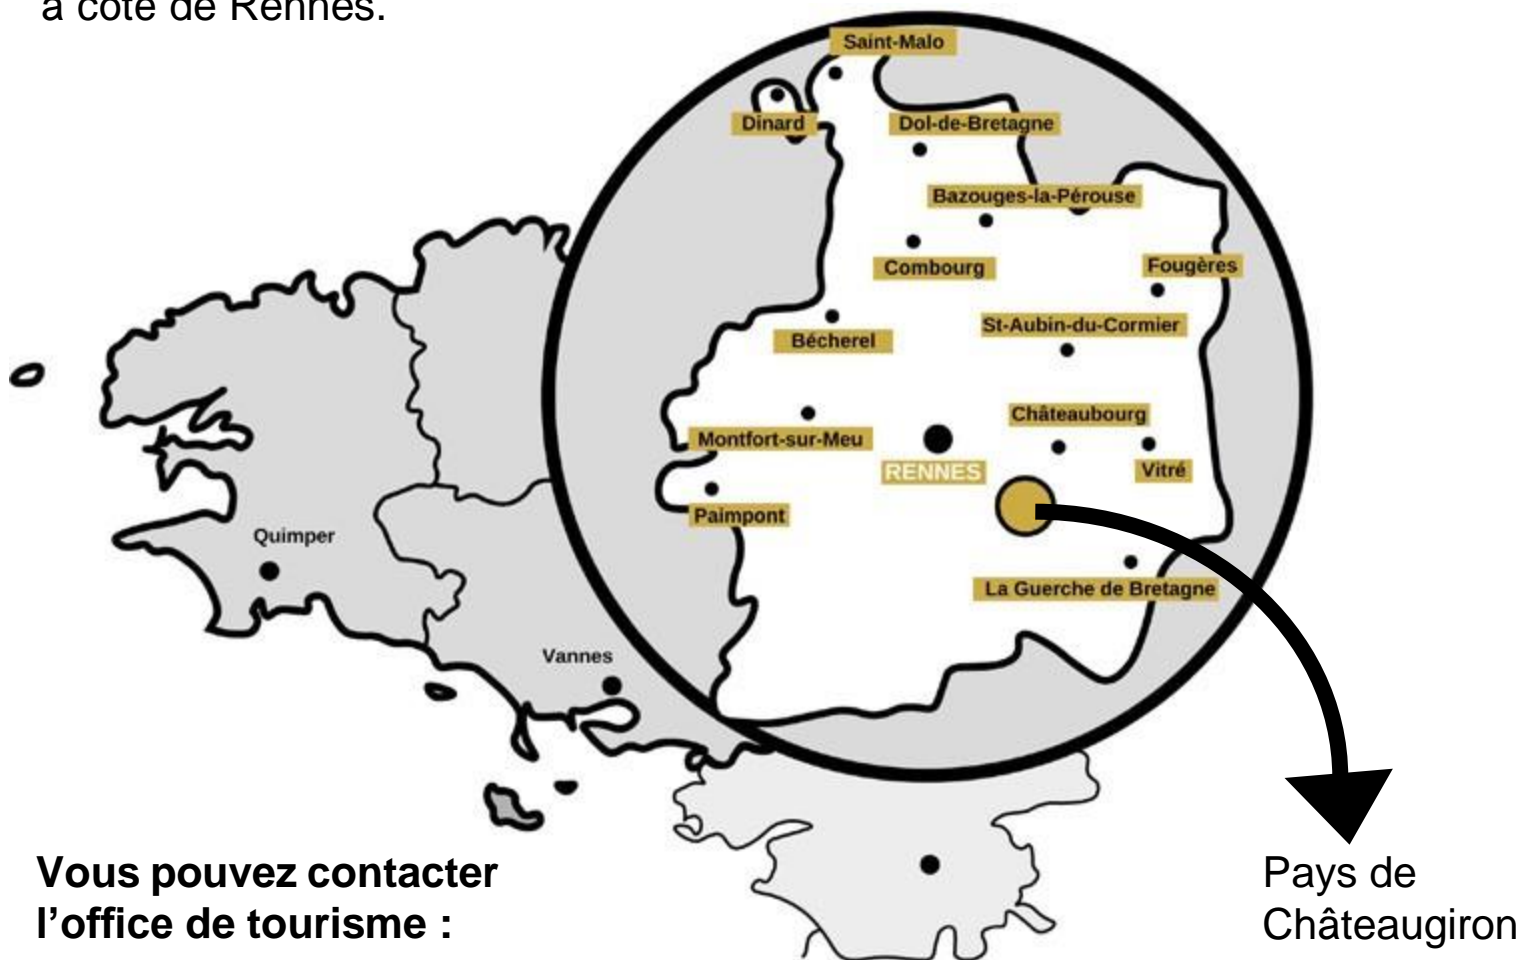 à côté de Rennes.
Saint-Malo
Dinard
Dol-de-Bretagne
Bazouges-la-Pérouse
Combourg
Fougères
St-Aubin-du-Cormier
Bécherel
Châteaubourg
Montfort-sur-Meu
RENNES
Vitré
Paimpont
Quimper
La Guerche de Bretagne
Vannes
Vous pouvez contacter
l’office de tourisme :
Pays de
Châteaugiron